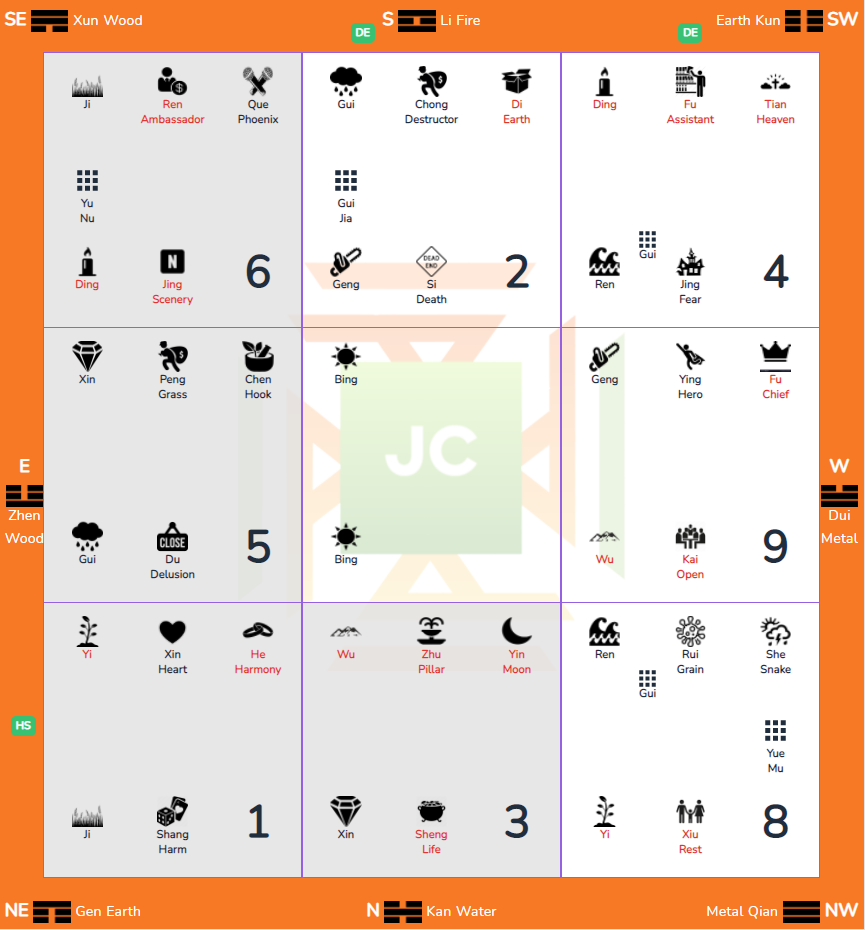 SE Xun Wood
S Li Fire
Earth Kun SW
DE
DE
Ji
Ren
Ambassador
Que
Phoenix
Yu
Nu
Ding
N
Jing
Scenery
6
Gui
Chong
Destructor
Di
Earth
Gui
Jia
Geng
DEAD
END
Si
Death
2
Ding
$
Fu
Assistant
Tian
Heaven
Ren
Gui
Jing
Fear
4
E
Zhen
Wood
Xin
$
Peng
Grass
Chen
Hook
Gui
CLOSE
Du
Delusion
5
Bing
JC
Bing
Geng
Ying
Hero
Fu
Chief
Wu
Kai
Open
9
W
Dui
Metal
HS
Yi
Xin
Heart
He
Harmony
Ji
Shang
Harm
1
Wu
Zhu
Pillar
Yin
Moon
Xin
Sheng
Life
3
Ren
Rui
Grain
She
Snake
Gui
Yue
Mu
Yi
Xiu
Rest
8
NE Gen Earth
N Kan Water
Metal Qian NW